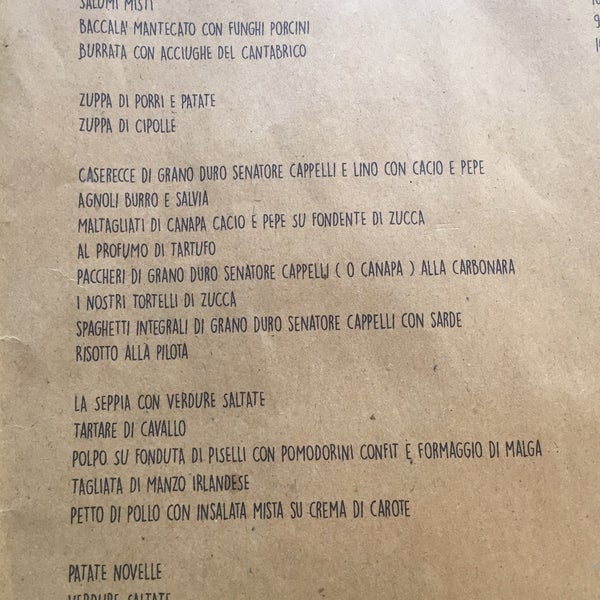 SALUMI MISTI
BACCALA' MANTECATO CON FUNGHI PORCINI
BURRATA CON ACCIUGHE DEL CANTABRICO
ZUPPA DI PORRI E PATATE
ZUPPA DI CIPOLLE
CASERECCE DI GRANO DURO SENATORE CAPPELLI E LINO CON CACIO E PEPE
AGNOLI BURRO E SALVIA
MALTAGLIATI DI CANAPA CACIO E PEPE SU FONDENTE DI ZUCCA
AL PROFUMO DI TARTUFO
PACCHERI DI GRANO DURO SENATORE CAPPELLI ( O CANAPA ) ALLA CARBONARA
I NOSTRI TORTELLI DI ZUCCA
SPAGHETTI INTEGRALI DI GRANO DURO SENATORE CAPPELLI CON SARDE
RISOTTO ALLA PILOTA
LA SEPPIA CON VERDURE SALTATE
TARTARE DI CAVALLO
POLPO SU FONDUTA DI PISELLI CON POMODORINI CONFIT E FORMAGGIO DI MALGA
TAGLIATA DI MANZO IRLANDESE
PETTO DI POLLO CON INSALATA MISTA SU CREMA DI CAROTE
PATATE NOVELLE
VERDURE SALTATE